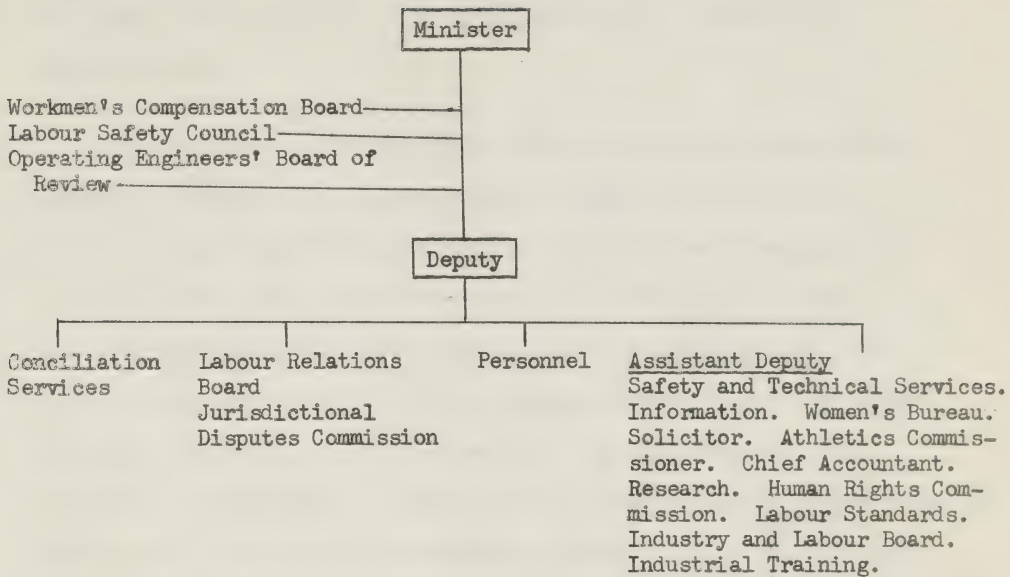 Minister
Workmen's Compensation Board
Labour Safety Council
Operating Engineers' Board of
Review
Deputy
Conciliation
Services
Labour Relations
Board
Jurisdictional
Disputes Commission
Personnel
Assistant Deputy
Safety and Technical Services.
Information. Women's Bureau.
Solicitor. Athletics Commis-
sioner. Chief Accountant.
Research. Human Rights Com-
mission. Labour Standards.
Industry and Labour Board.
Industrial Training.